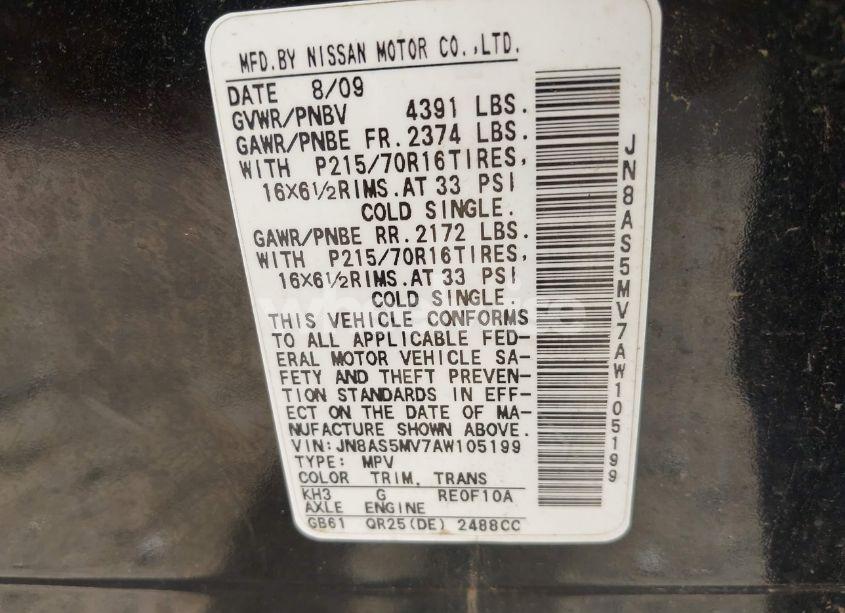 MFD.BY NISSAN MOTOR CO.,LTD.
DATE 8/09
GVWR/PNBV 4391 LBS.
GAWR/PNBE FR.2374 LBS.
WITH P215/70R16TIRES,
16X6½RIMS.AT 33 PSI
COLD SINGLE.
GAWR/PNBE RR.2172 LBS.
WITH P215/70R16TIRES,
16X6½RIMS.AT 33 PSI
COLD SINGLE.
THIS VEHICLE CONFORMS
TO ALL APPLICABLE FED-
ERAL MOTOR VEHICLE SA-
FETY AND THEFT PREVEN-
TION STANDARDS IN EFF-
ECT ON THE DATE OF MA-
NUFACTURE SHOWN ABOVE.
VIN:JN8AS5MV7AW105199
TYPE: MPV
COLOR TRIM, TRANS
KH3 G RE0F10A
AXLE ENGINE
GB61 QR25(DE) 2488CC
JN8AS5MV7AW105199